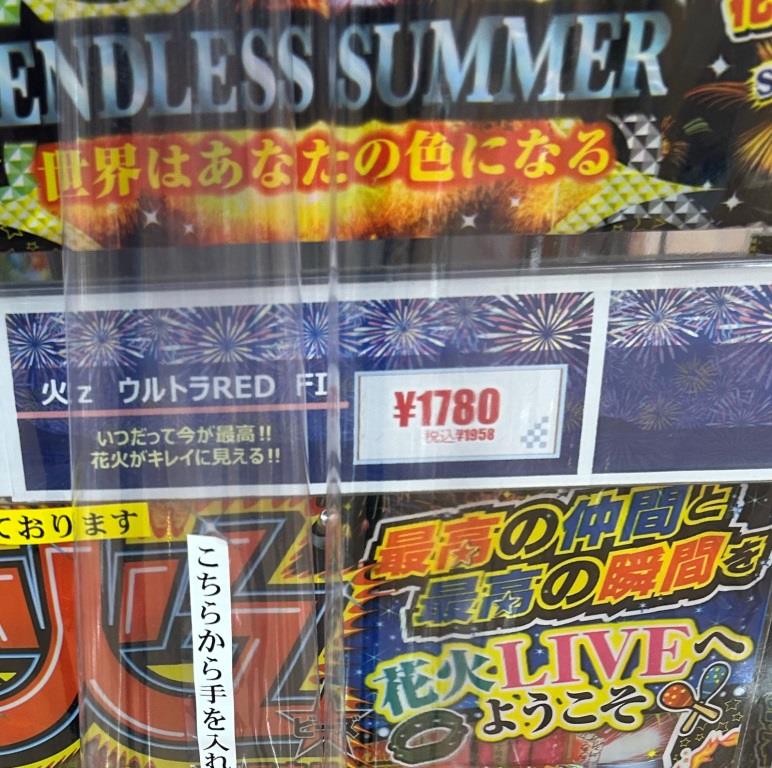 ENDLESS SUMMER
世界はあなたの色になる
火z ウルトラRED FI
¥1780
税込¥1958
いつだって今が最高!!
花火がキレイに見える!!
ております
こちらから手を入れ
最高の仲間と
最高の瞬間を
花火LIVEへ
ようこそ